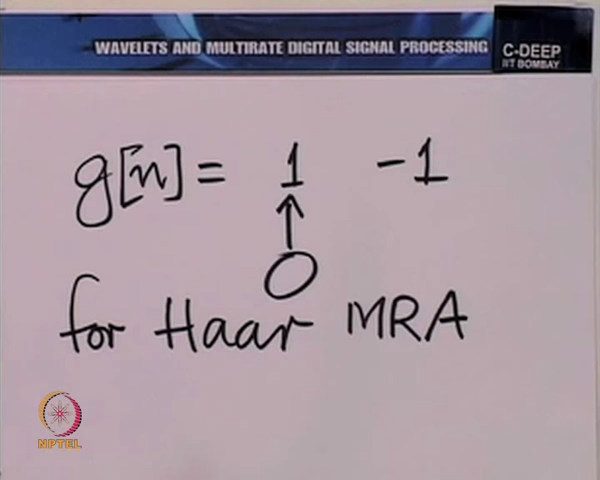 WAVELETS AND MULTIRATE DIGITAL SIGNAL PROCESSING
C-DEEP
IIT BOMBAY
g[n] = 1 -1
↑
0
for Haar MRA
NPTEL